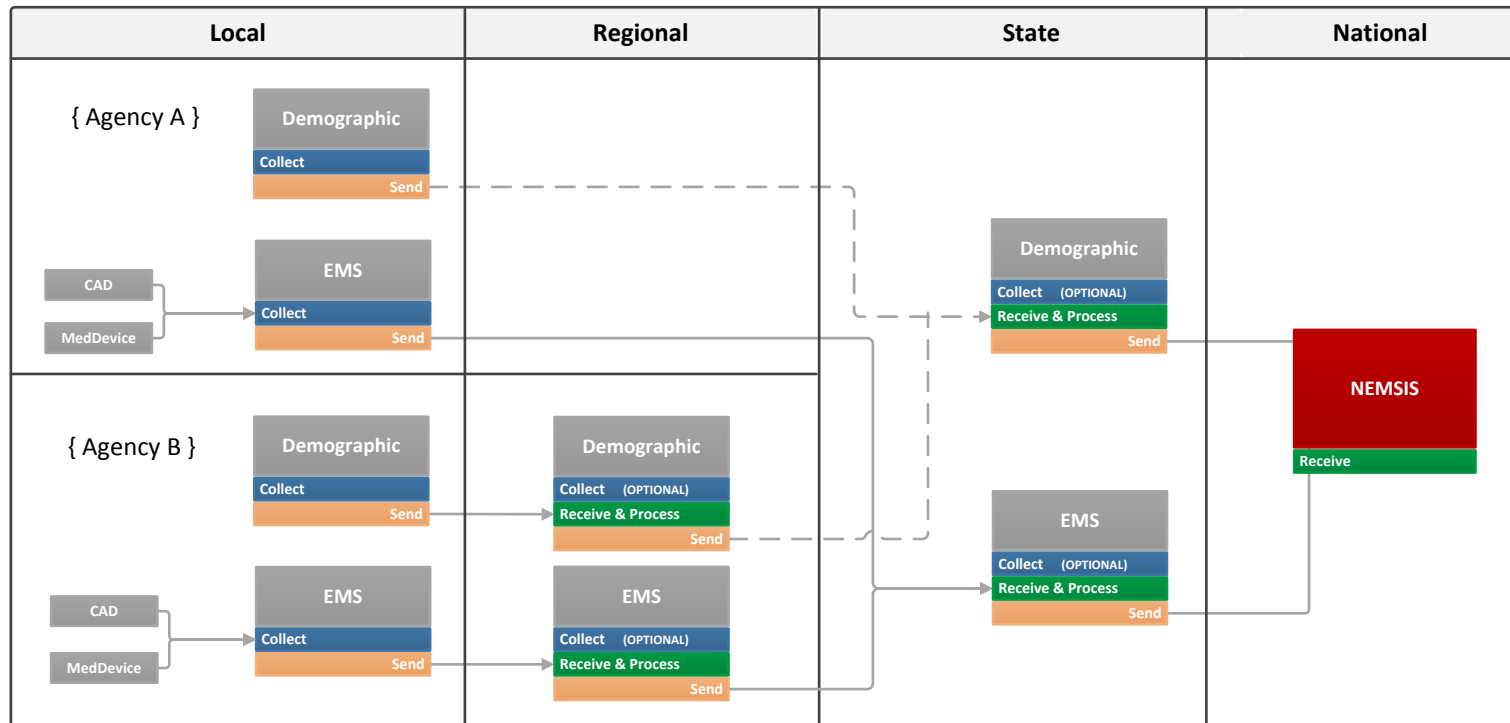 Local
Regional
State
National
{ Agency A }
Demographic
Collect
Send
CAD
MedDevice
EMS
Collect
Send
{ Agency B }
Demographic
Collect
Send
CAD
MedDevice
EMS
Collect
Send
Demographic
Collect (OPTIONAL)
Receive & Process
Send
EMS
Collect (OPTIONAL)
Receive & Process
Send
Demographic
Collect (OPTIONAL)
Receive & Process
Send
EMS
Collect (OPTIONAL)
Receive & Process
Send
NEMSIS
Receive